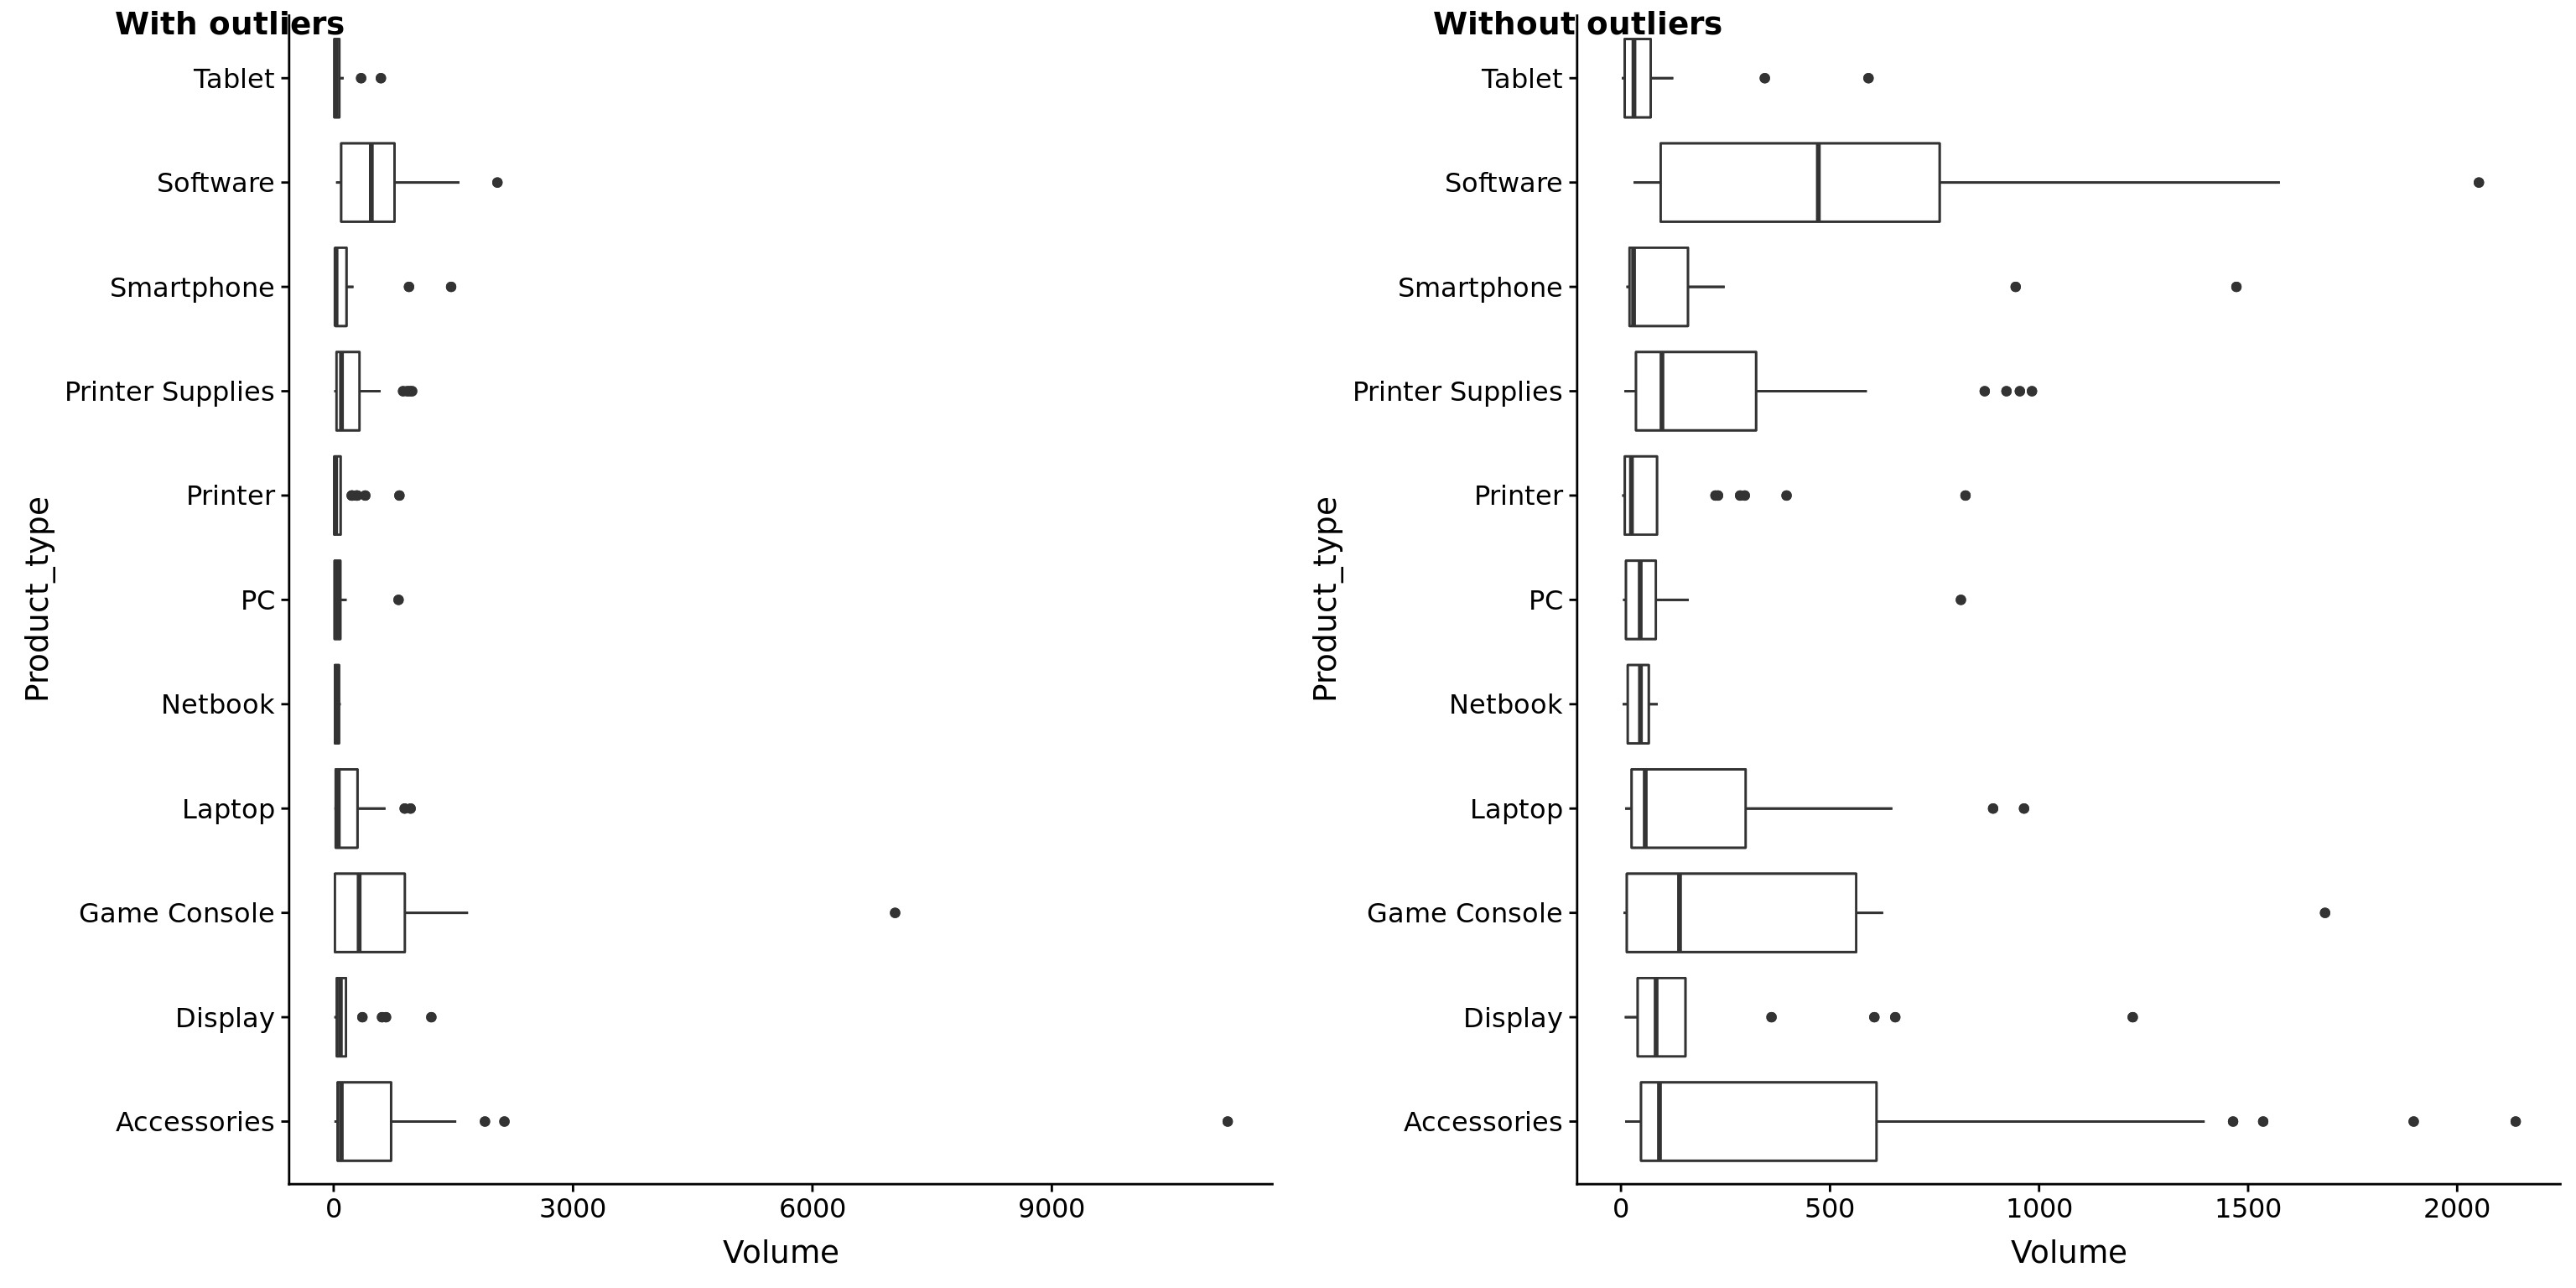 With outliers
Product_type
Tablet
Software
Smartphone
Printer Supplies
Printer
PC
Netbook
Laptop
Game Console
Display
Accessories
0 3000 6000 9000
Volume
Without outliers
Product_type
Tablet
Software
Smartphone
Printer Supplies
Printer
PC
Netbook
Laptop
Game Console
Display
Accessories
0 500 1000 1500 2000
Volume